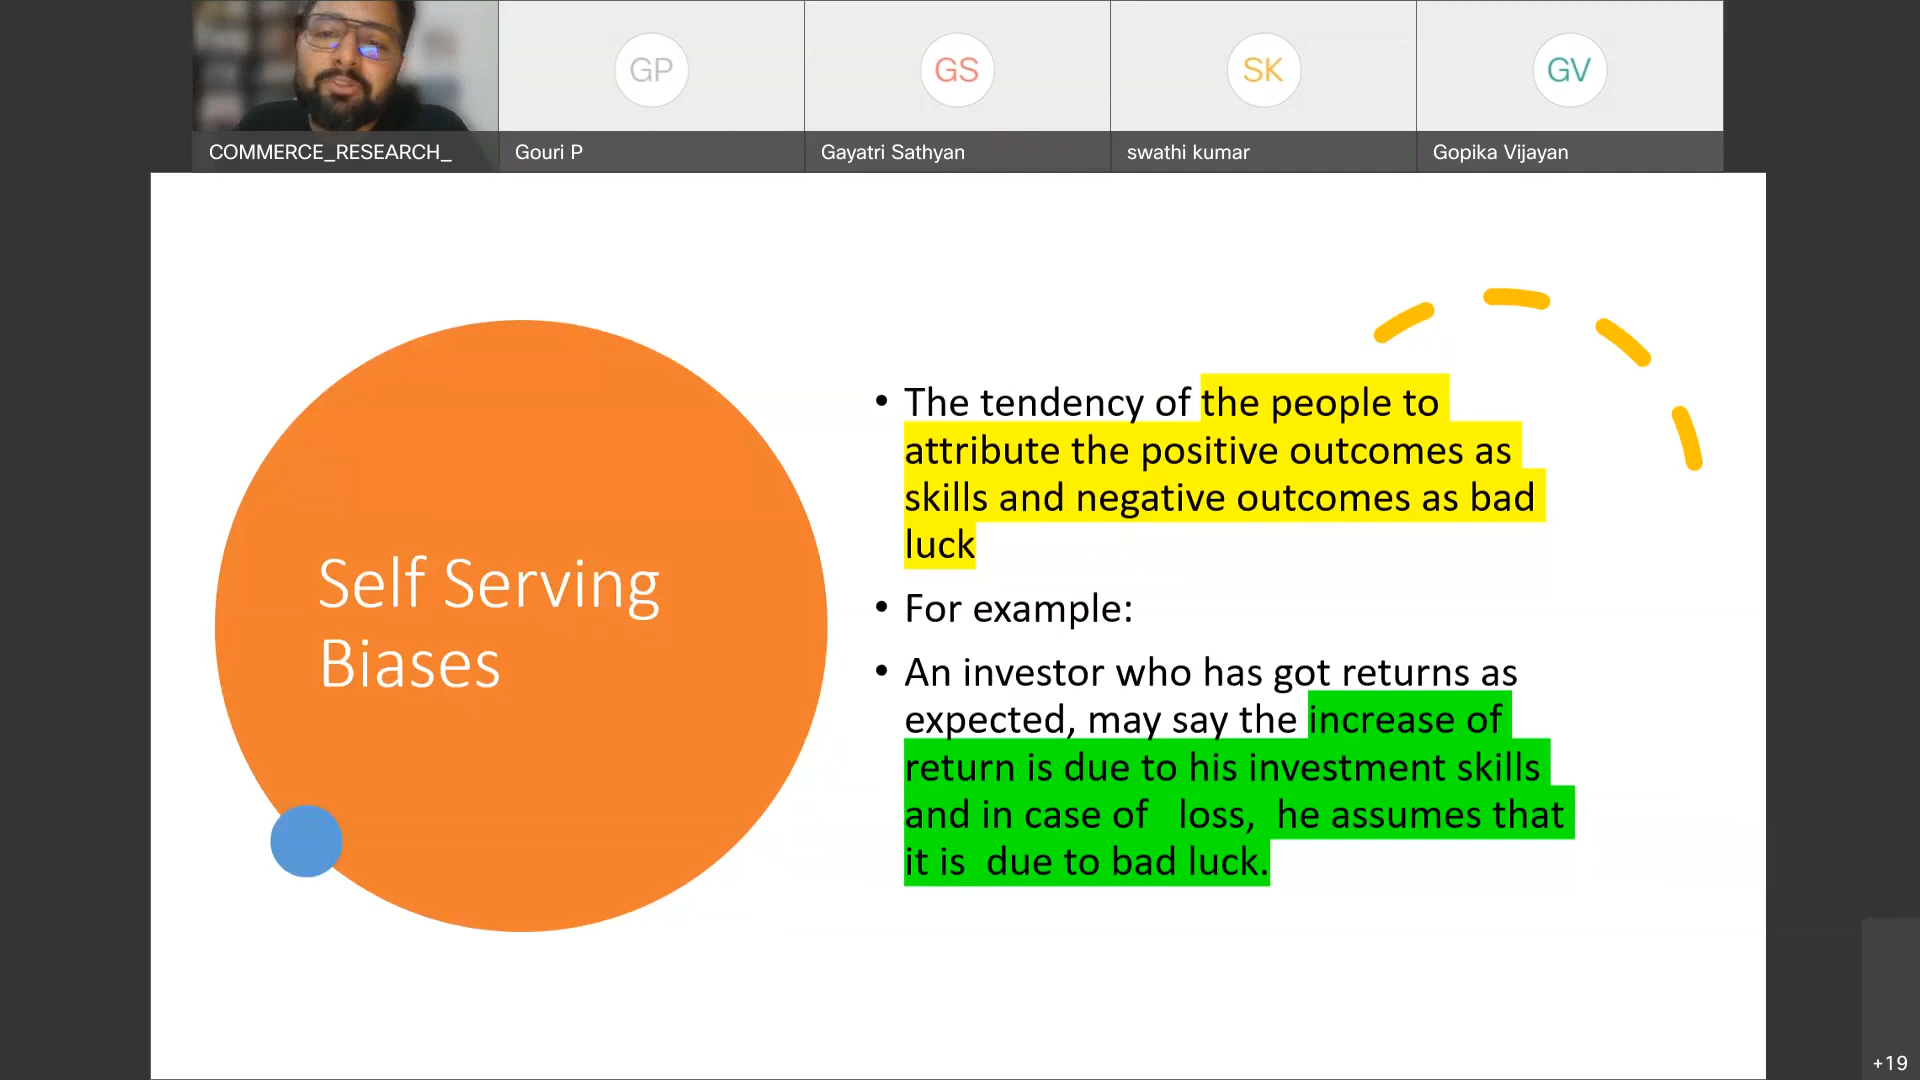 GP
GS
SK
GV
COMMERCE_RESEARCH_
Gouri P
Gayatri Sathyan
swathi kumar
Gopika Vijayan
Self Serving
Biases
• The tendency of the people to
attribute the positive outcomes as
skills and negative outcomes as bad
luck
• For example:
• An investor who has got returns as
expected, may say the increase of
return is due to his investment skills
and in case of   loss,  he assumes that
it is  due to bad luck.
+19